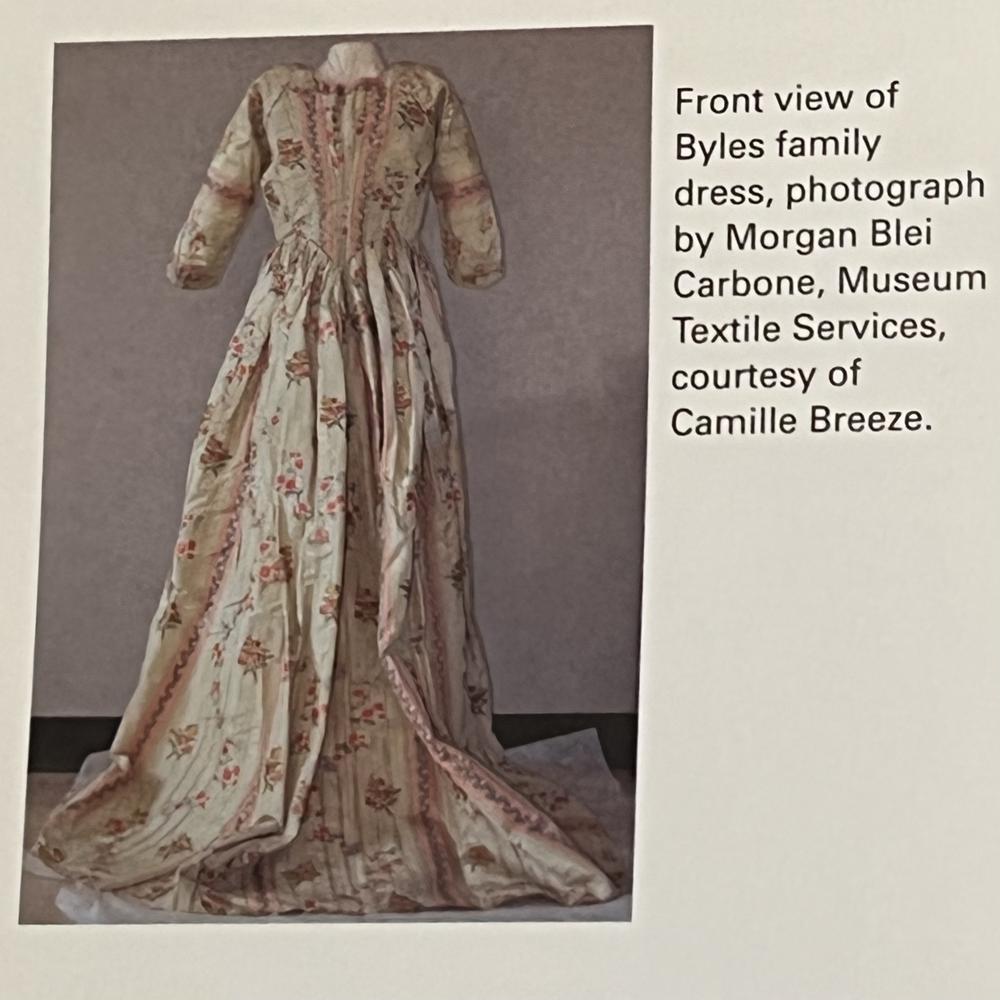 Front view of
Byles family
dress, photograph
by Morgan Blei
Carbone, Museum
Textile Services,
courtesy of
Camille Breeze.